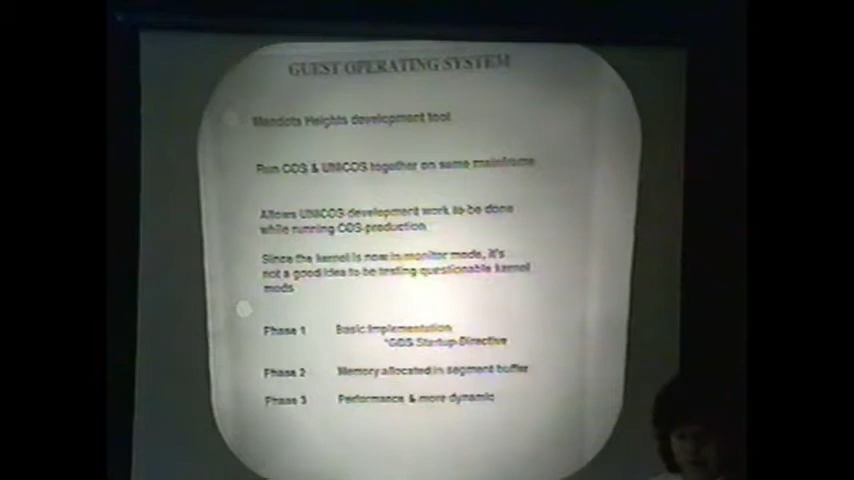 GUEST OPERATING SYSTEM
Mendota Heights development tool
Run COS & UNICOS together on same mainframe
Allows UNICOS development work to be done
while running COS production
Since the kernel is now in monitor mode, it's
not a good idea to be testing questionable kernel
mods
Phase 1 Basic Implementation
*GOS Startup Directive
Phase 2 Memory allocated in segment buffer
Phase 3 Performance & more dynamic